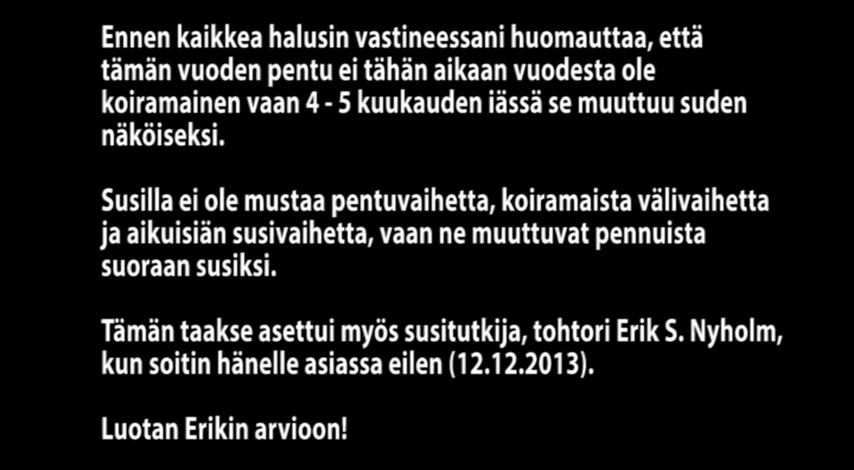 Ennen kaikkea halusin vastineessani huomauttaa, että
tämän vuoden pentu ei tähän aikaan vuodesta ole
koiramainen vaan 4 - 5 kuukauden iässä se muuttuu suden
näköiseksi.
Susilla ei ole mustaa pentuvaihetta, koiramaista välivaihetta
ja aikuisiän susivaihetta, vaan ne muuttuvat pennuista
suoraan susiksi.
Tämän taakse asettui myös susitutkija, tohtori Erik S. Nyholm,
kun soitin hänelle asiassa eilen (12.12.2013).
Luotan Erikin arvioon!